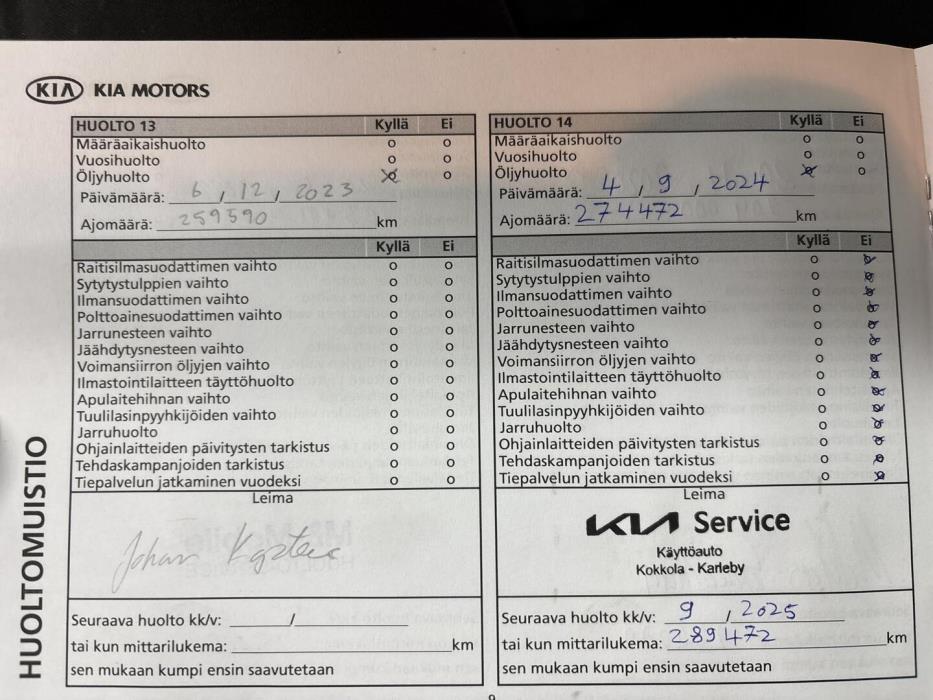 KIA KIA MOTORS
HUOLTOMUISTIO
HUOLTO 13 Kyllä Ei
Määräaikaishuolto o o
Vuosihuolto o o
Öljyhuolto x o
Päivämäärä: 6 / 12 / 2023
Ajomäärä: 259590 km
Kyllä Ei
Raitisilmasuodattimen vaihto o o
Sytytystulppien vaihto o o
Ilmansuodattimen vaihto o o
Polttoainesuodattimen vaihto o o
Jarrunesteen vaihto o o
Jäähdytysnesteen vaihto o o
Voimansiirron öljyjen vaihto o o
Ilmastointilaitteen täyttöhuolto o o
Apulaitehihnan vaihto o o
Tuulilasinpyyhkijöiden vaihto o o
Jarruhuolto o o
Ohjainlaitteiden päivitysten tarkistus o o
Tehdaskampanjoiden tarkistus o o
Tiepalvelun jatkaminen vuodeksi o o
Leima
Johan
Seuraava huolto kk/v: /
tai kun mittarilukema: km
sen mukaan kumpi ensin saavutetaan
HUOLTO 14 Kyllä Ei
Määräaikaishuolto o o
Vuosihuolto o o
Öljyhuolto x o
Päivämäärä: 4 / 9 / 2024
Ajomäärä: 274472 km
Kyllä Ei
Raitisilmasuodattimen vaihto o x
Sytytystulppien vaihto o x
Ilmansuodattimen vaihto o x
Polttoainesuodattimen vaihto o x
Jarrunesteen vaihto o x
Jäähdytysnesteen vaihto o x
Voimansiirron öljyjen vaihto o x
Ilmastointilaitteen täyttöhuolto o x
Apulaitehihnan vaihto o x
Tuulilasinpyyhkijöiden vaihto o x
Jarruhuolto o x
Ohjainlaitteiden päivitysten tarkistus o x
Tehdaskampanjoiden tarkistus o x
Tiepalvelun jatkaminen vuodeksi o x
Leima
KIA Service
Käyttöauto
Kokkola - Karleby
Seuraava huolto kk/v: 9 / 2025
tai kun mittarilukema: 289472 km
sen mukaan kumpi ensin saavutetaan